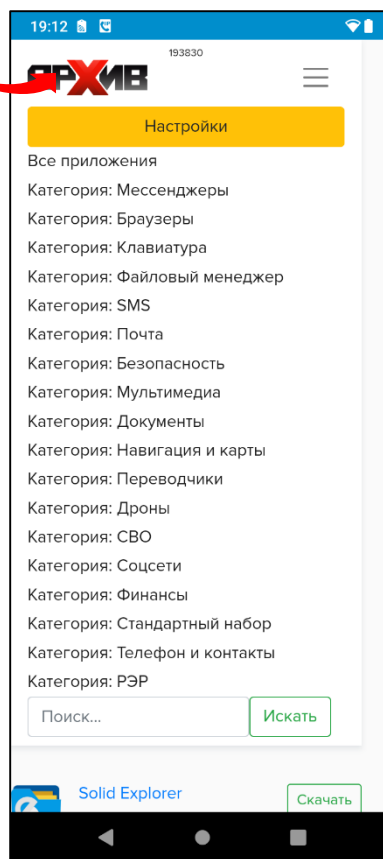 19:12
193830
ЯРХИВ
Настройки
Все приложения
Категория: Мессенджеры
Категория: Браузеры
Категория: Клавиатура
Категория: Файловый менеджер
Категория: SMS
Категория: Почта
Категория: Безопасность
Категория: Мультимедиа
Категория: Документы
Категория: Навигация и карты
Категория: Переводчики
Категория: Дроны
Категория: СВО
Категория: Соцсети
Категория: Финансы
Категория: Стандартный набор
Категория: Телефон и контакты
Категория: РЭР
Поиск... Искать
Solid Explorer Скачать